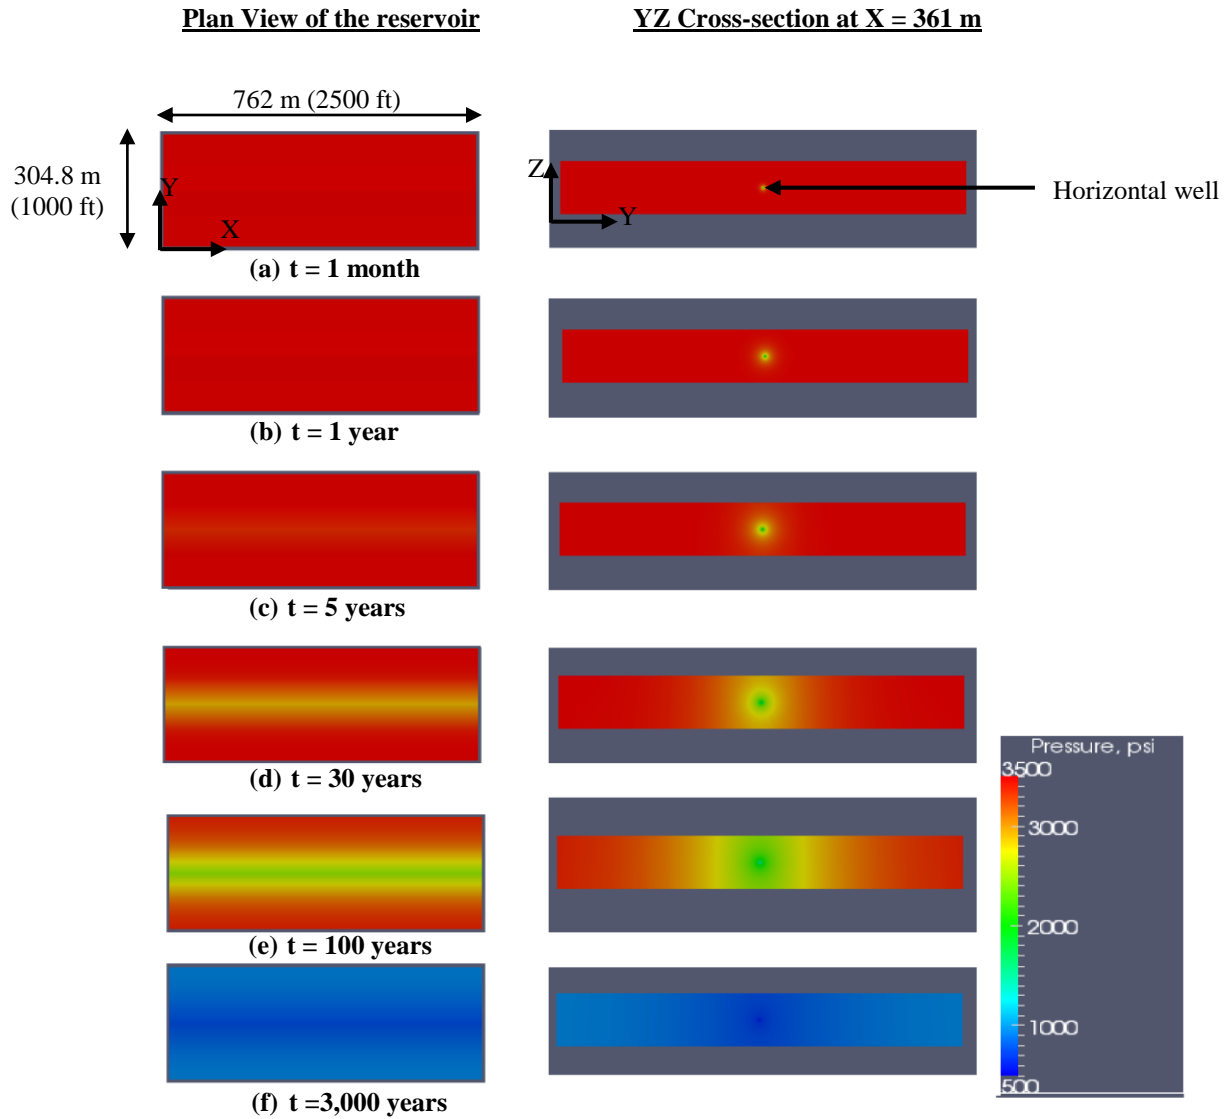 Plan View of the reservoir
YZ Cross-section at X = 361 m
762 m (2500 ft)
304.8 m
(1000 ft)
Y
X
Z
Y
Horizontal well
(a) t = 1 month
(b) t = 1 year
(c) t = 5 years
(d) t = 30 years
(e) t = 100 years
(f) t =3,000 years
Pressure, psi
3500
3000
2000
1000
500